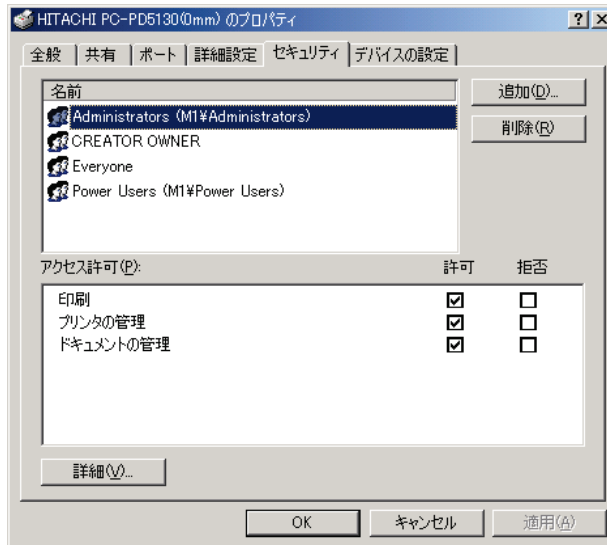 HITACHI PC-PD5130(0mm) のプロパティ
全般 共有 ポート 詳細設定 セキュリティ デバイスの設定
名前
追加(D)...
Administrators (M1¥Administrators)
削除(R)
CREATOR OWNER
Everyone
Power Users (M1¥Power Users)
アクセス許可(P): 許可 拒否
印刷
プリンタの管理
ドキュメントの管理
詳細(V)...
OK キャンセル 適用(A)